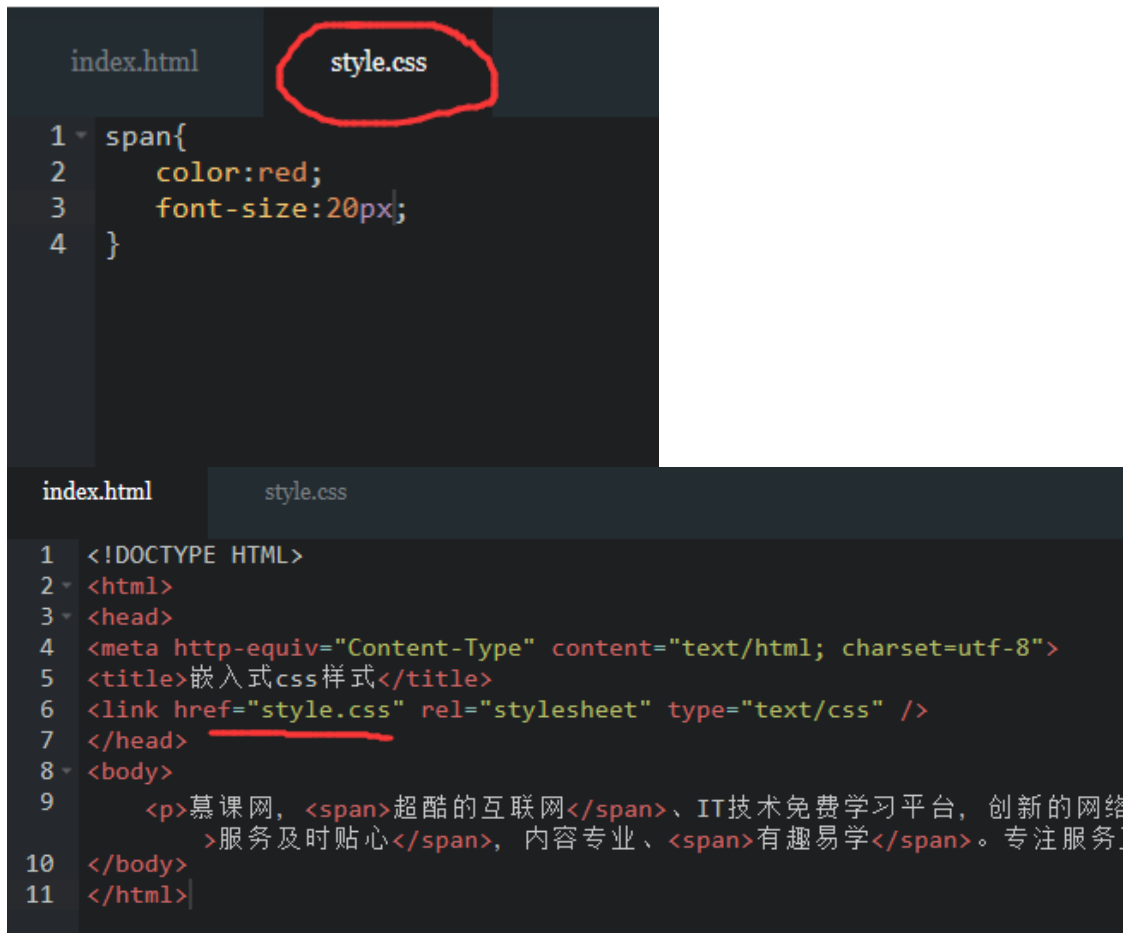 index.html style.css
1 span{
2 color:red;
3 font-size:20px;
4 }
index.html style.css
1 <!DOCTYPE HTML>
2 <html>
3 <head>
4 <meta http-equiv="Content-Type" content="text/html; charset=utf-8">
5 <title>嵌入式css样式</title>
6 <link href="style.css" rel="stylesheet" type="text/css" />
7 </head>
8 <body>
9 <p>慕课网，<span>超酷的互联网</span>、IT技术免费学习平台，创新的网络
>服务及时贴心</span>，内容专业、<span>有趣易学</span>。专注服务
10 </body>
11 </html>